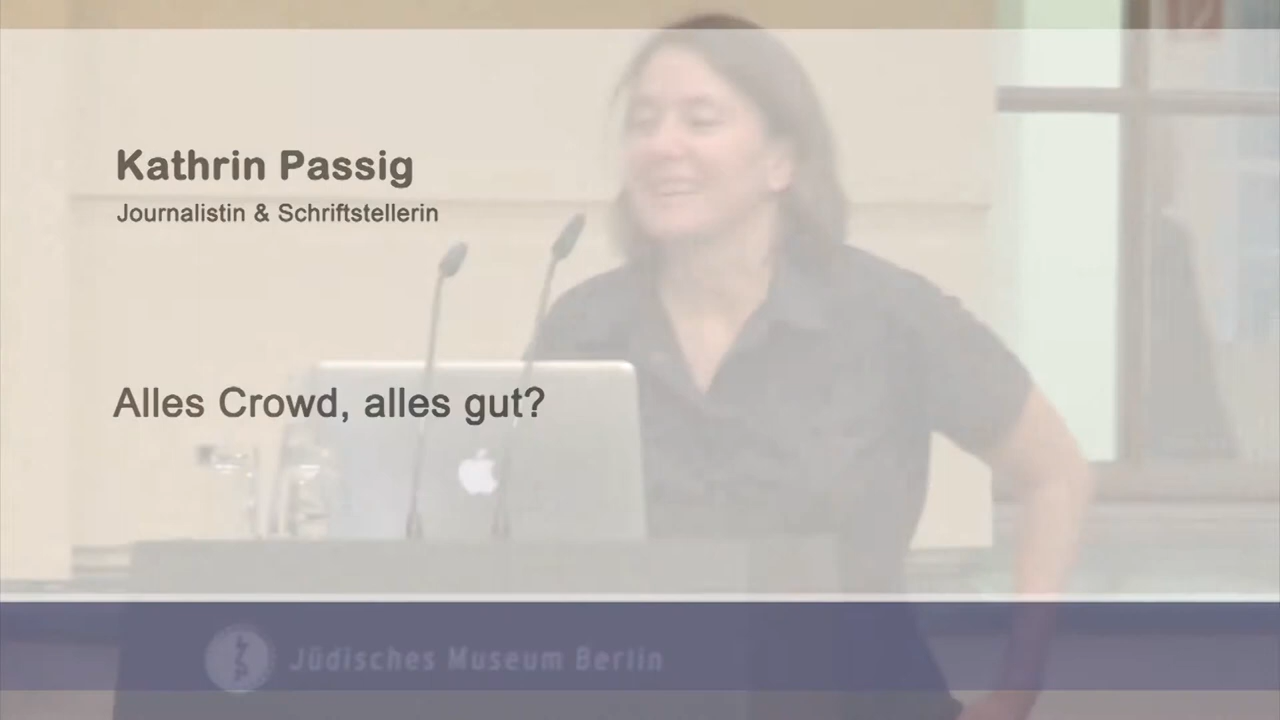 Kathrin Passig
Journalistin & Schriftstellerin
Alles Crowd, alles gut?
Jüdisches Museum Berlin